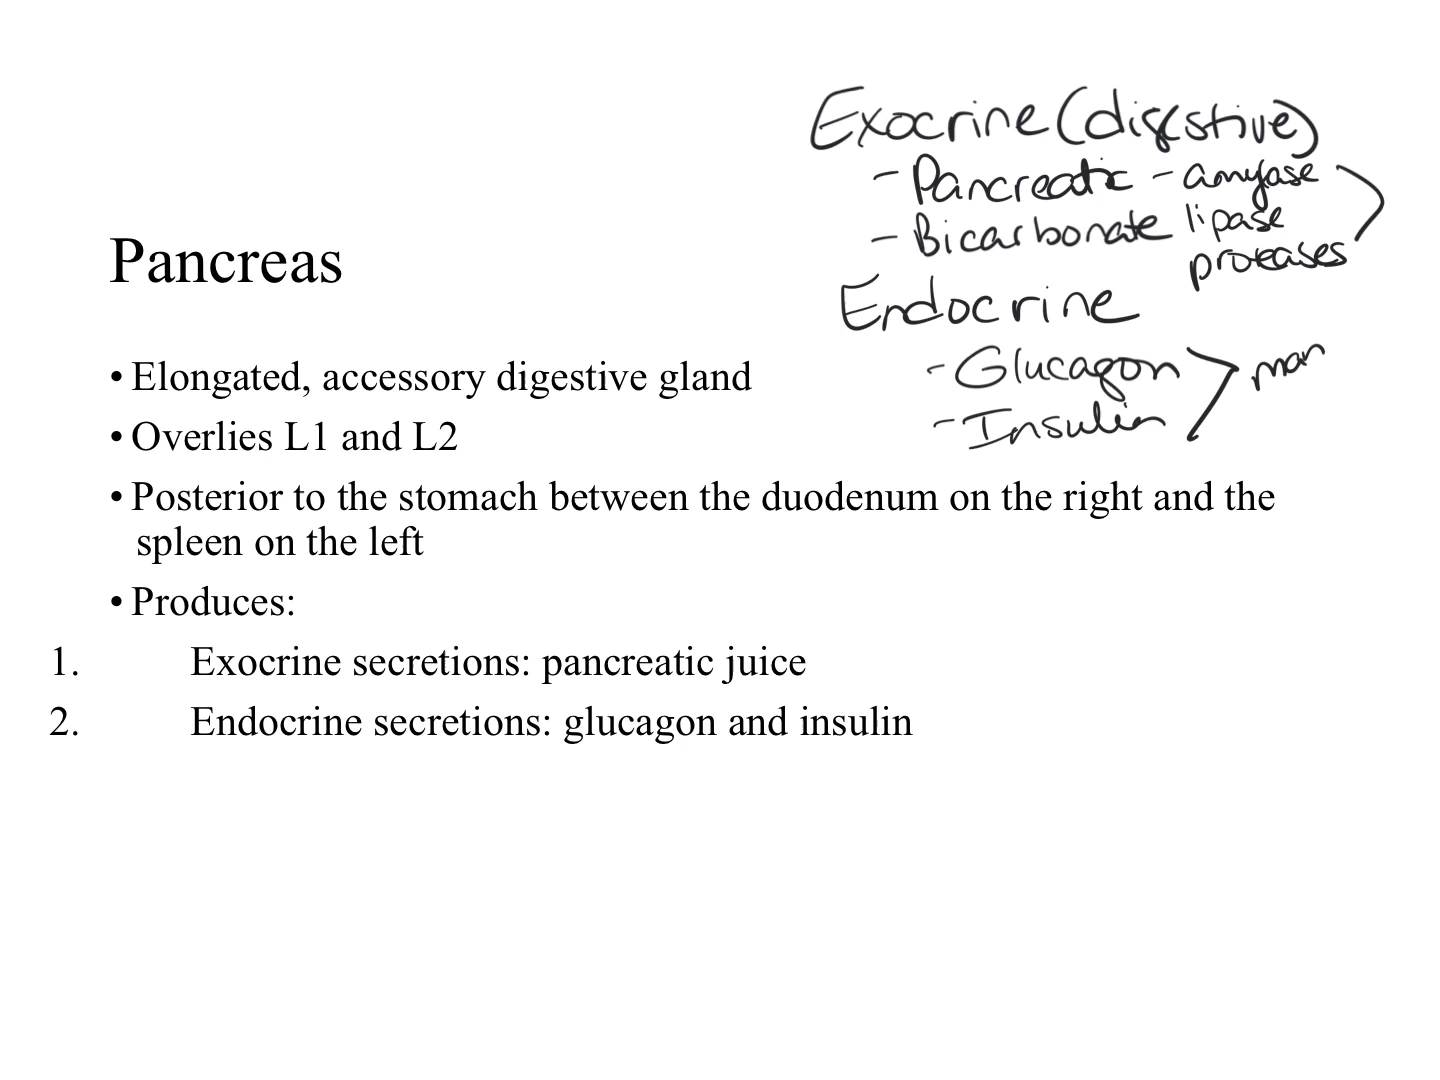 Exocrine (digestive)
- Pancreatic - amylase
- Bicarbonate lipase
proteases
Endocrine
- Glucagon
- Insulin
Pancreas
• Elongated, accessory digestive gland
• Overlies L1 and L2
• Posterior to the stomach between the duodenum on the right and the
spleen on the left
• Produces:
1. Exocrine secretions: pancreatic juice
2. Endocrine secretions: glucagon and insulin